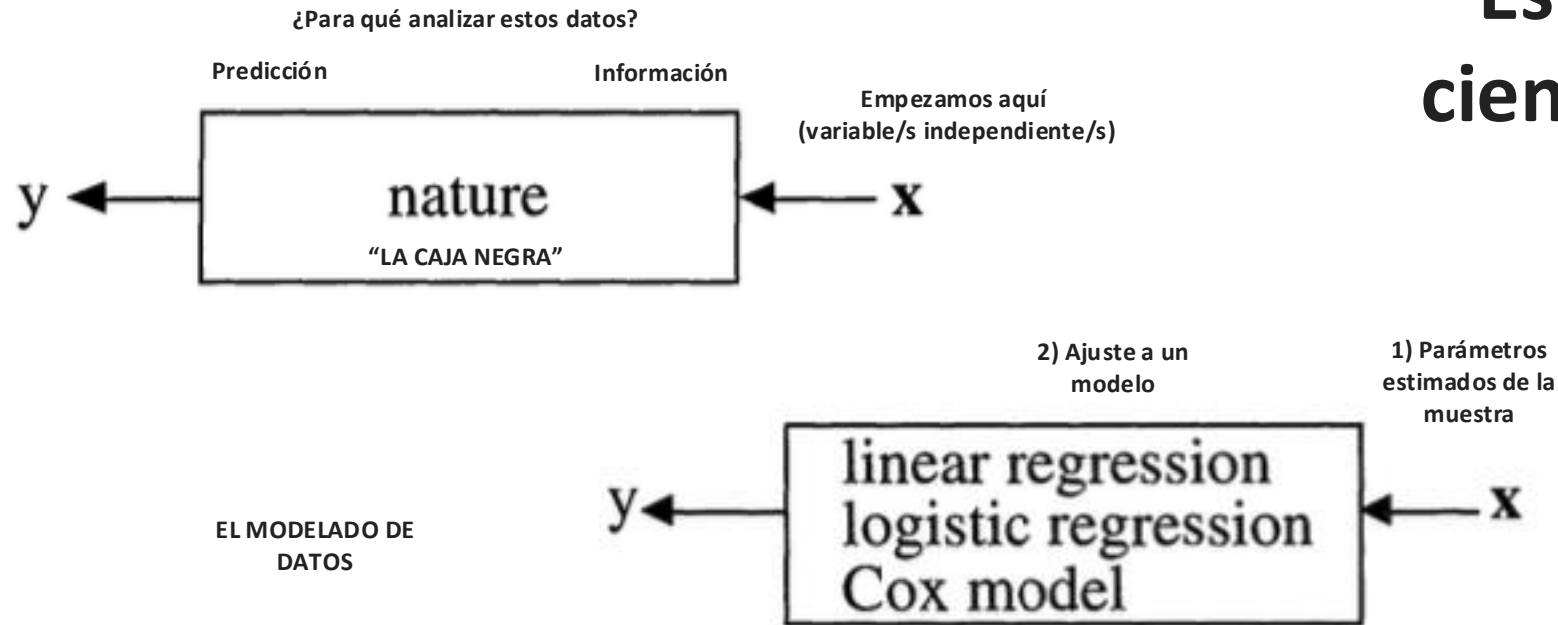 ¿Para qué analizar estos datos?
Predicción
Información
Empezamos aquí
(variable/s independiente/s)
y
nature
x
“LA CAJA NEGRA”
2) Ajuste a un
modelo
1) Parámetros
estimados de la
muestra
EL MODELADO DE
DATOS
y
linear regression
logistic regression
Cox model
x